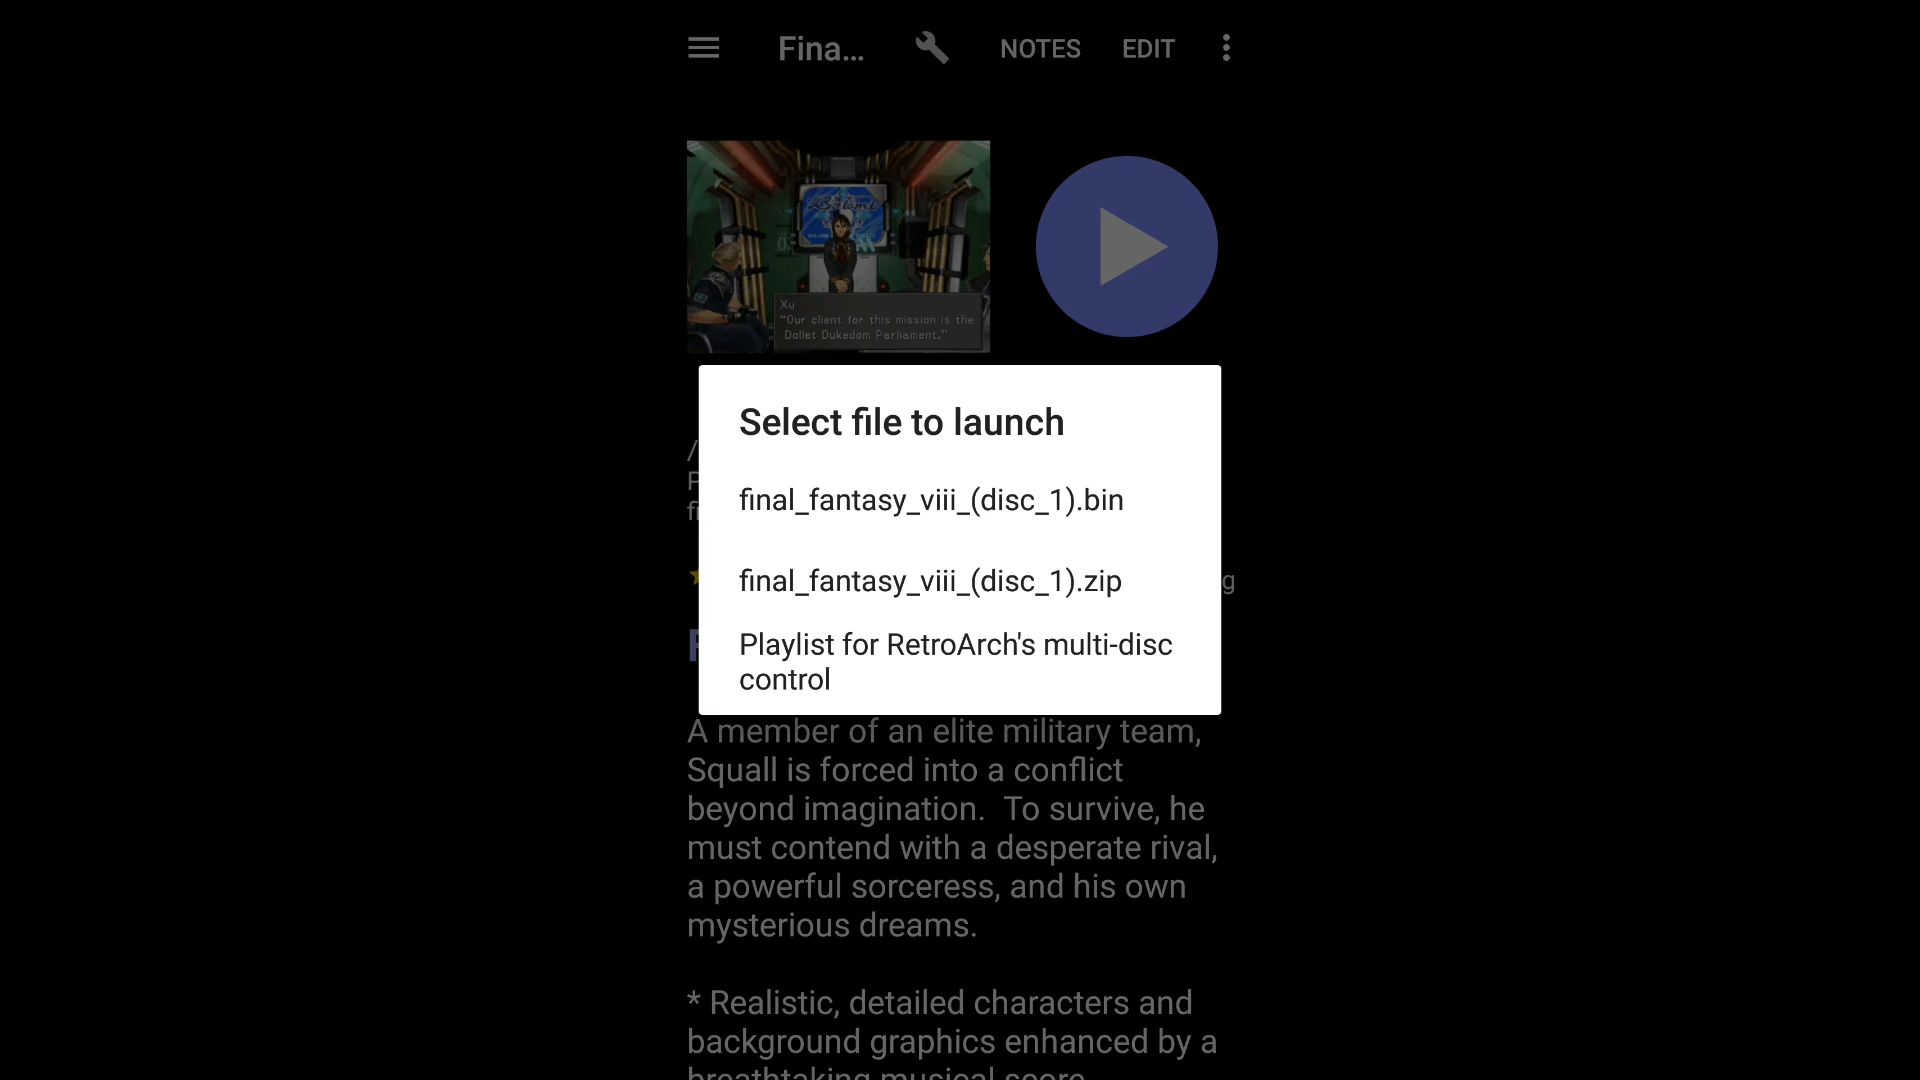 Fina...
NOTES
EDIT
Xu
"Our client for this mission is the
Dollet Dukedom Parliament."
Select file to launch
/
P
final_fantasy_viii_(disc_1).bin
final_fantasy_viii_(disc_1).zip
g
Playlist for RetroArch's multi-disc
control
A member of an elite military team,
Squall is forced into a conflict
beyond imagination. To survive, he
must contend with a desperate rival,
a powerful sorceress, and his own
mysterious dreams.
* Realistic, detailed characters and
background graphics enhanced by a
breathtaking musical score